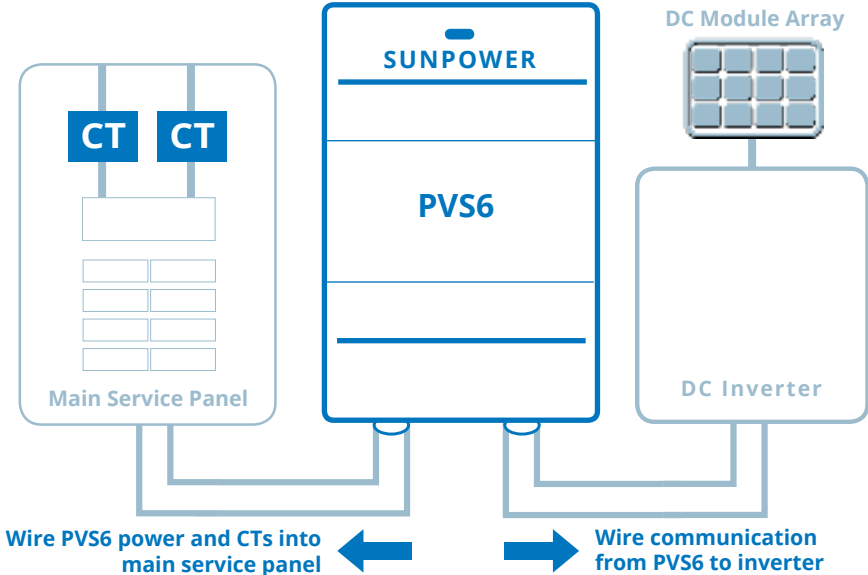 DC Module Array
SUNPOWER
CT CT
PVS6
Main Service Panel
DC Inverter
Wire PVS6 power and CTs into
main service panel
Wire communication
from PVS6 to inverter